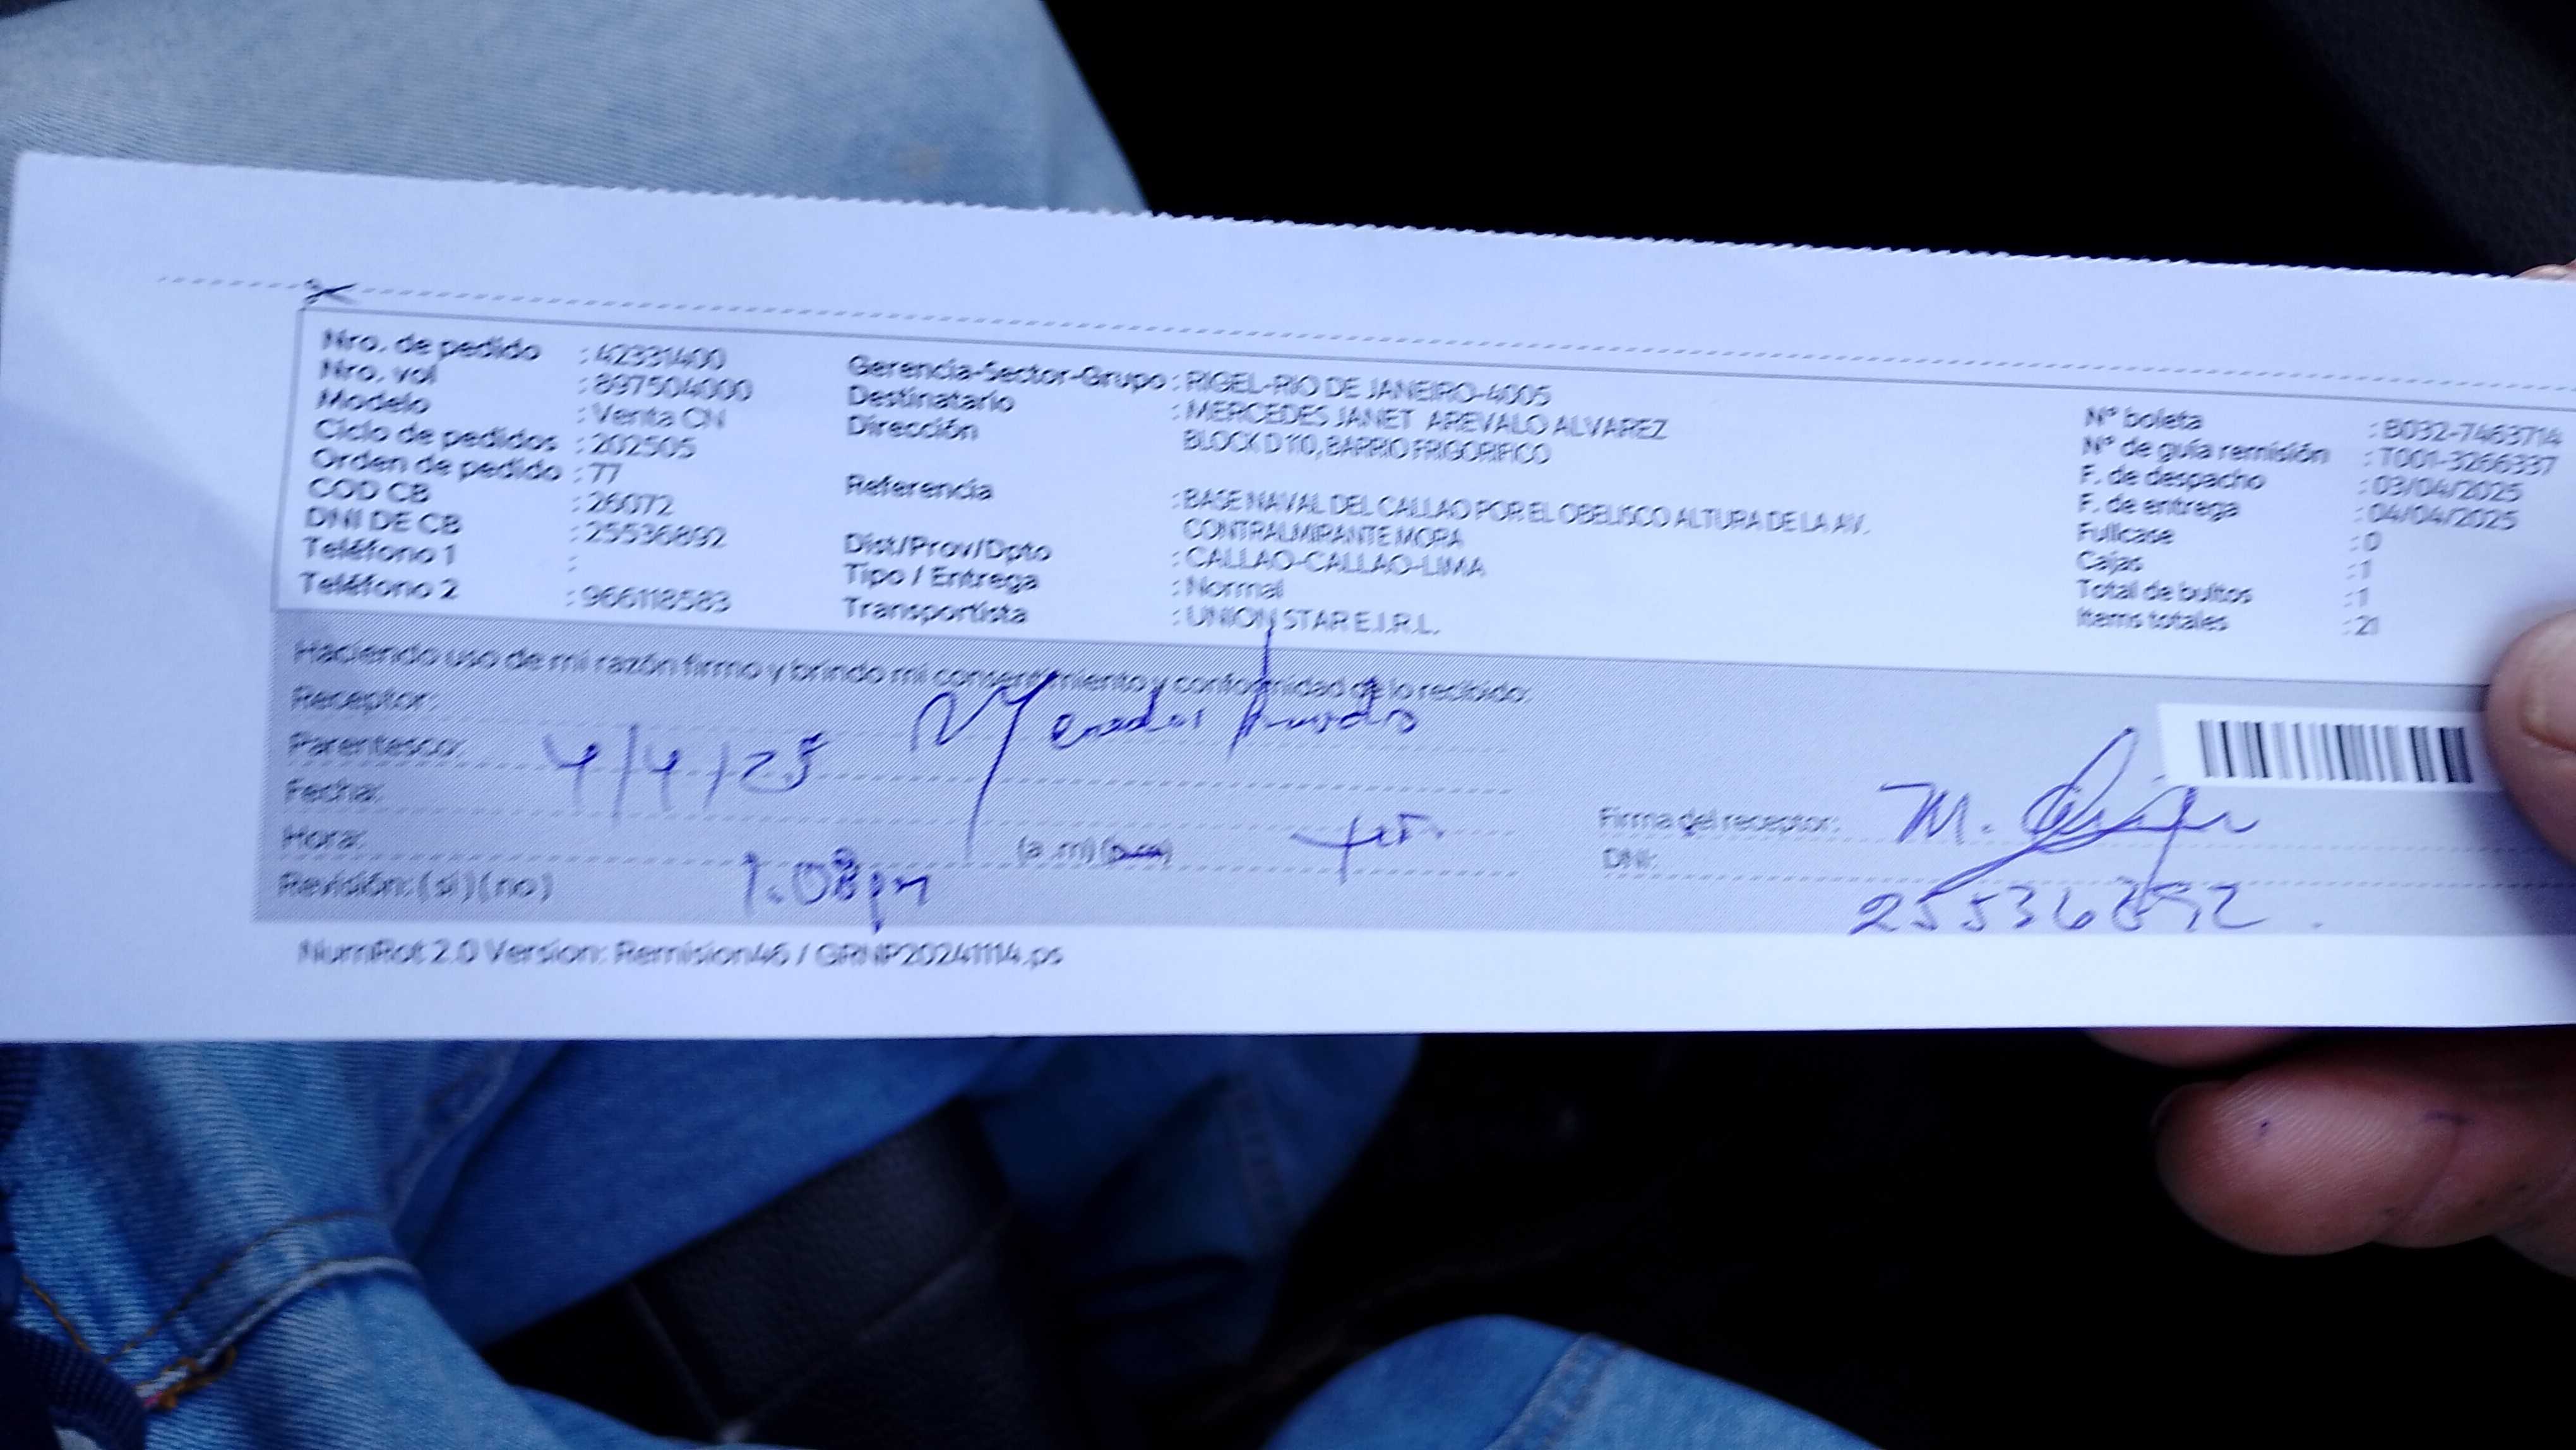 Nro. de pedido : 42331400
Nro. vol : 897504000
Modelo : Venta CN
Ciclo de pedidos : 202505
Orden de pedido : 77
COD CB : 26072
DNI DE CB : 25536892
Teléfono 1 :
Teléfono 2 : 966118583
Gerencia-Sector-Grupo : RIGEL-RIO DE JANEIRO-4005
Destinatario : MERCEDES JANET AREVALO ALVAREZ
Dirección BLOCK D 110, BARRIO FRIGORIFICO
Referencia : BASE NAVAL DEL CALLAO POR EL OBELISCO ALTURA DE LA AV.
CONTRALMIRANTE MORA
Dist/Prov/Dpto : CALLAO-CALLAO-LIMA
Tipo / Entrega : Normal
Transportista : UNION STAR E.I.R.L.
Nº boleta : B032-7463714
Nº de guía remisión : T001-3266337
F. de despacho : 03/04/2025
F. de entrega : 04/04/2025
Fullcase : 0
Cajas : 1
Total de bultos : 1
Items totales : 21
Haciendo uso de mi razón firmo y brindo mi consentimiento y conformidad de lo recibido.
Receptor:
Parentesco:
Fecha: 4/4/25
Hora: 1.08pm (a .m) (p.m)
Revisión: ( si ) ( no )
Firma del receptor: M.
DNI: 25536892.
NumRot 2.0 Version: Remision46 / GRNP20241114.ps